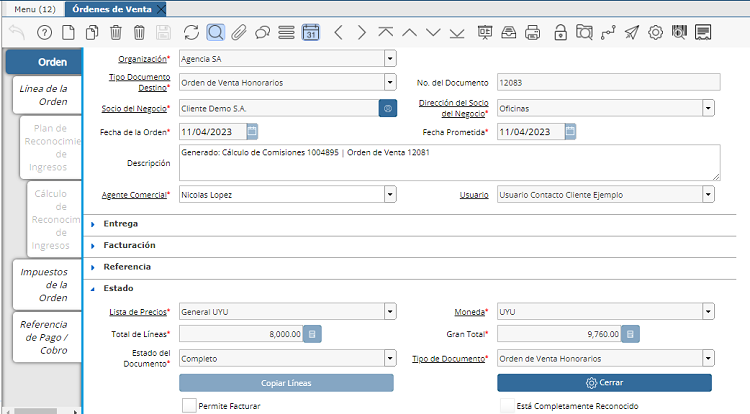 Menu (12) Órdenes de Venta
31
Orden
Línea de la
Orden
Plan de
Reconocimie
de
ingresos
Cálculo
de
Reconocim
de
ingresos
Impuestos
de la
Orden
Referencia
de Pago /
Cobro
Organización* Agencia SA
Tipo Documento
Destino* Orden de Venta Honorarios No. del Documento 12083
Socio del Negocio* Cliente Demo S.A. Dirección del Socio
del Negocio* Oficinas
Fecha de la Orden* 11/04/2023 Fecha Prometida* 11/04/2023
Descripción Generado: Cálculo de Comisiones 1004895 | Orden de Venta 12081
Agente Comercial* Nicolas Lopez Usuario Usuario Contacto Cliente Ejemplo
Entrega
Facturación
Referencia
Estado
Lista de Precios* General UYU Moneda* UYU
Total de Líneas* 8,000.00 Gran Total* 9,760.00
Estado del
Documento* Completo Tipo de Documento* Orden de Venta Honorarios
Copiar Líneas Cerrar
Permite Facturar Está Completamente Reconocido